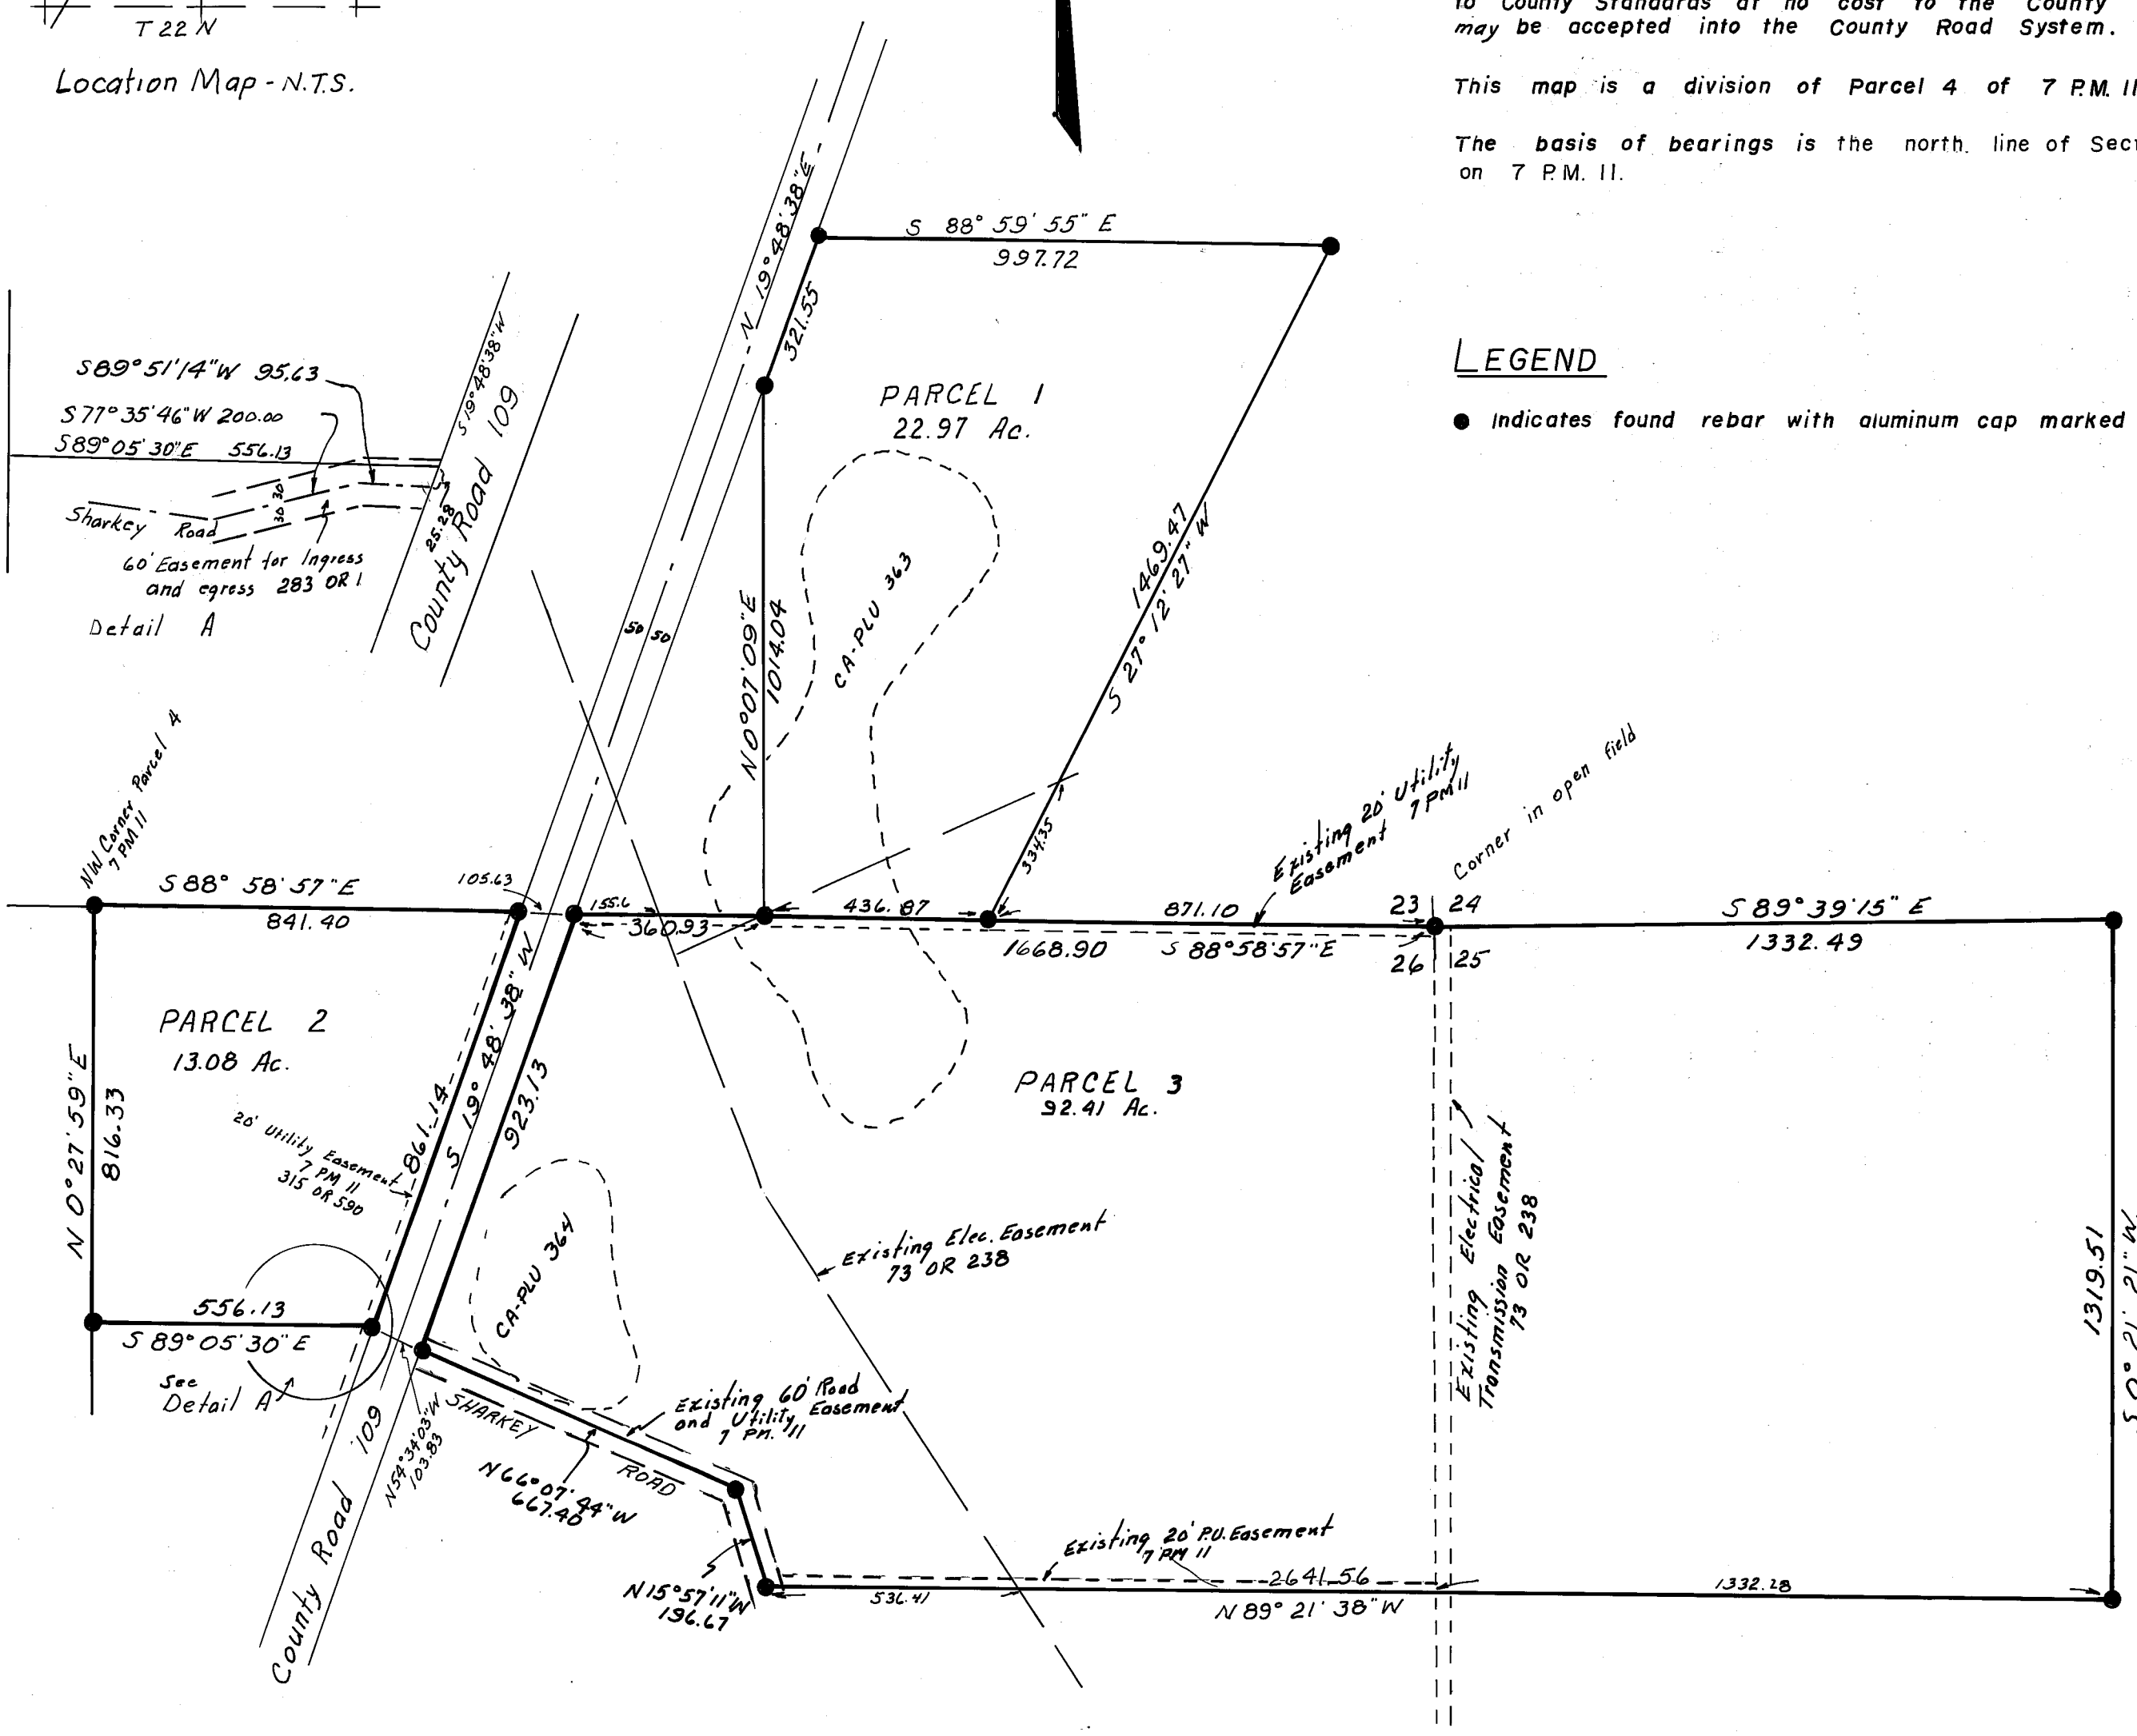 T 22 N
Location Map - N.T.S.
to County Standards at no cost to the County
may be accepted into the County Road System.
This map is a division of Parcel 4 of 7 P.M. 11
The basis of bearings is the north. line of Sect
on 7 P.M. 11.
LEGEND
● Indicates found rebar with aluminum cap marked
S 88° 59' 55" E
997.72
N 19° 48' 38" E
321.55
PARCEL 1
22.97 Ac.
S 89° 51' 14" W 95.63
S 77° 35' 46" W 200.00
S 89° 05' 30" E 556.13
S 19° 48' 38" W
County Road 109
30
30
25.28
Sharkey Road
60' Easement for Ingress
and egress 283 OR 1
Detail A
50 50
N 0° 07' 09" E
1014.04
CA-PLU 363
1469.47
S 27° 12' 27" W
334.35
NW Corner Parcel 4
7 PM 11
S 88° 58' 57" E
841.40
105.63
155.6
360.93
436.87
871.10
1668.90 S 88° 58' 57" E
Existing 20' Utility
Easement 7 PM 11
Corner in open field
23 24
26 25
S 89° 39' 15" E
1332.49
PARCEL 2
13.08 Ac.
N 0° 27' 59" E
816.33
20' Utility Easement
7 PM 11
315 OR 590
861.14
S 19° 48' 38" W
923.13
PARCEL 3
92.41 Ac.
CA-PLU 364
Existing Elec. Easement
73 OR 238
Existing Electrical
Transmission Easement
73 OR 238
1319.51
S 0° 21' 21" W
556.13
S 89° 05' 30" E
See
Detail A
N 54° 34' 03" W
103.83
County Road 109
SHARKEY ROAD
Existing 60' Road
and Utility Easement
7 PM. 11
N 66° 07' 44" W
667.40
N 15° 57' 11" W
196.67
Existing 20' P.U. Easement
7 PM 11
536.41
2641.56
N 89° 21' 38" W
1332.28